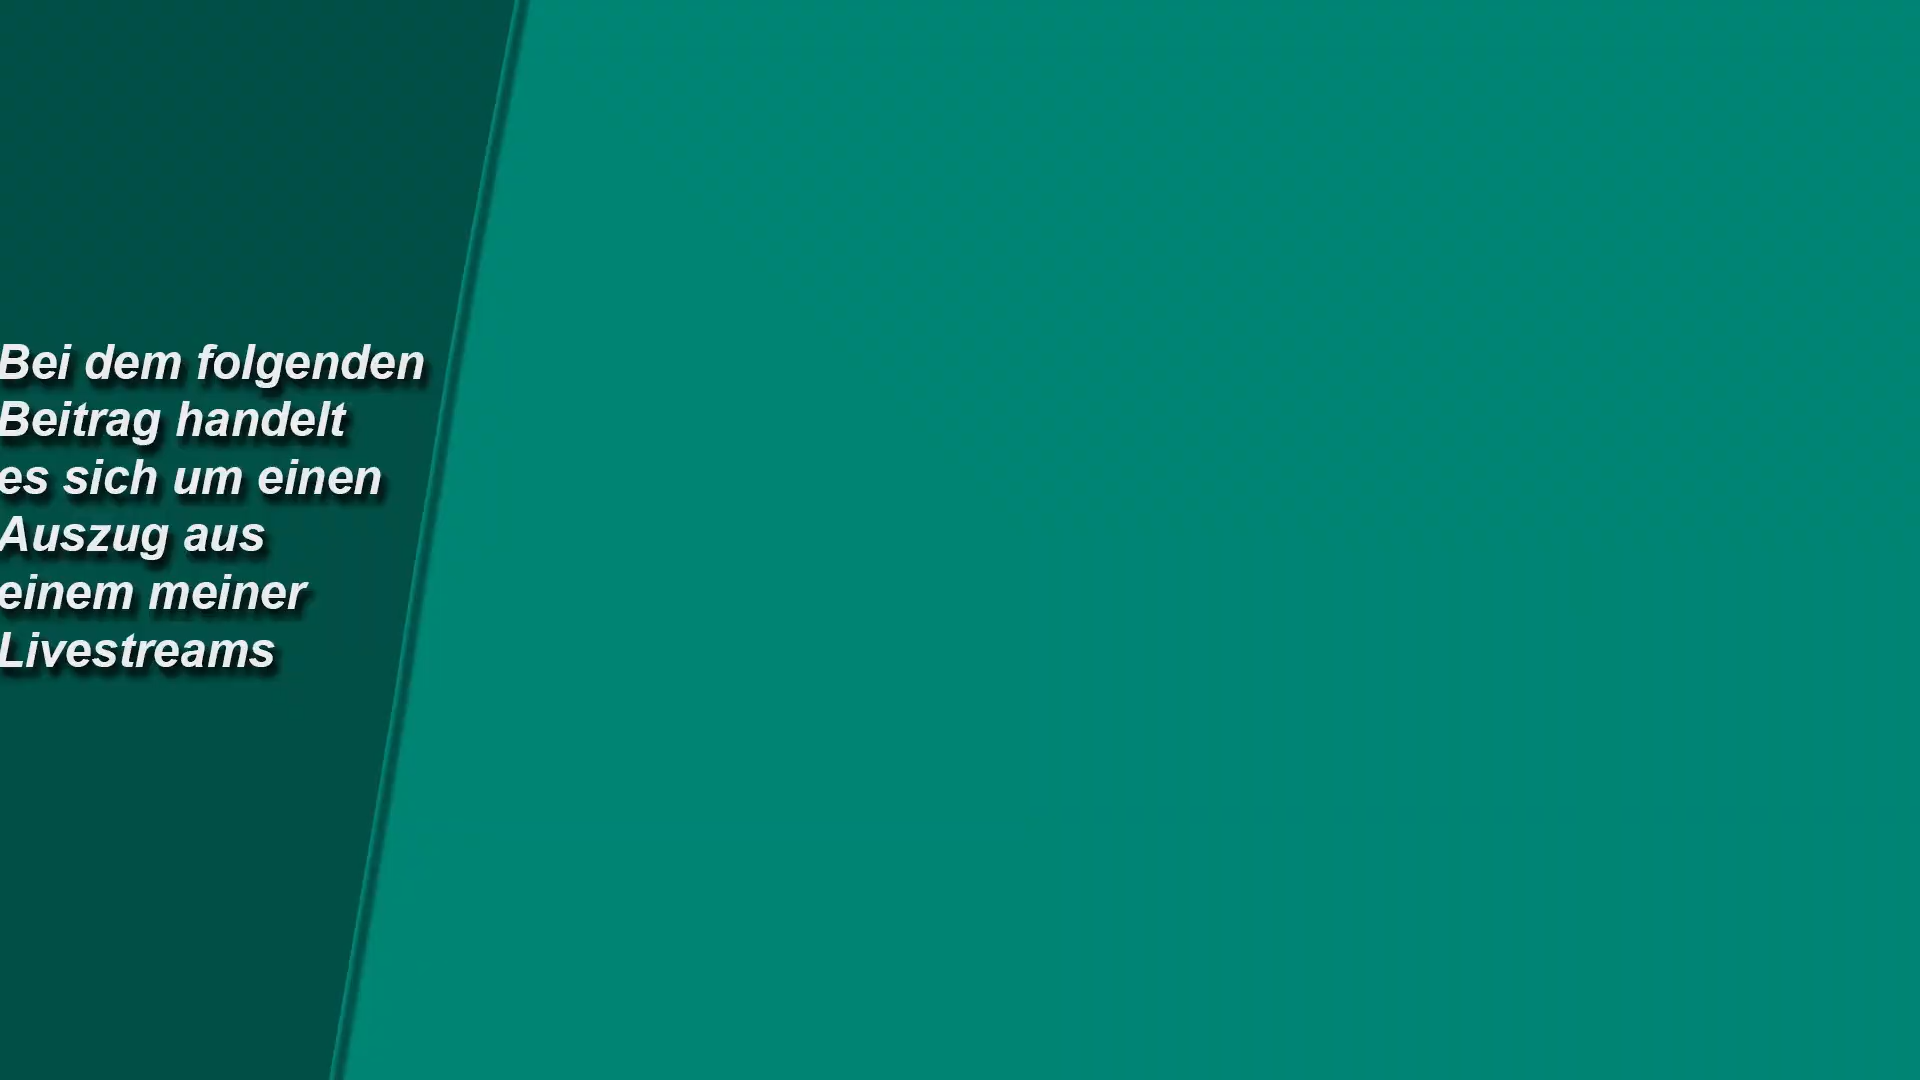 Bei dem folgenden
Beitrag handelt
es sich um einen
Auszug aus
einem meiner
Livestreams